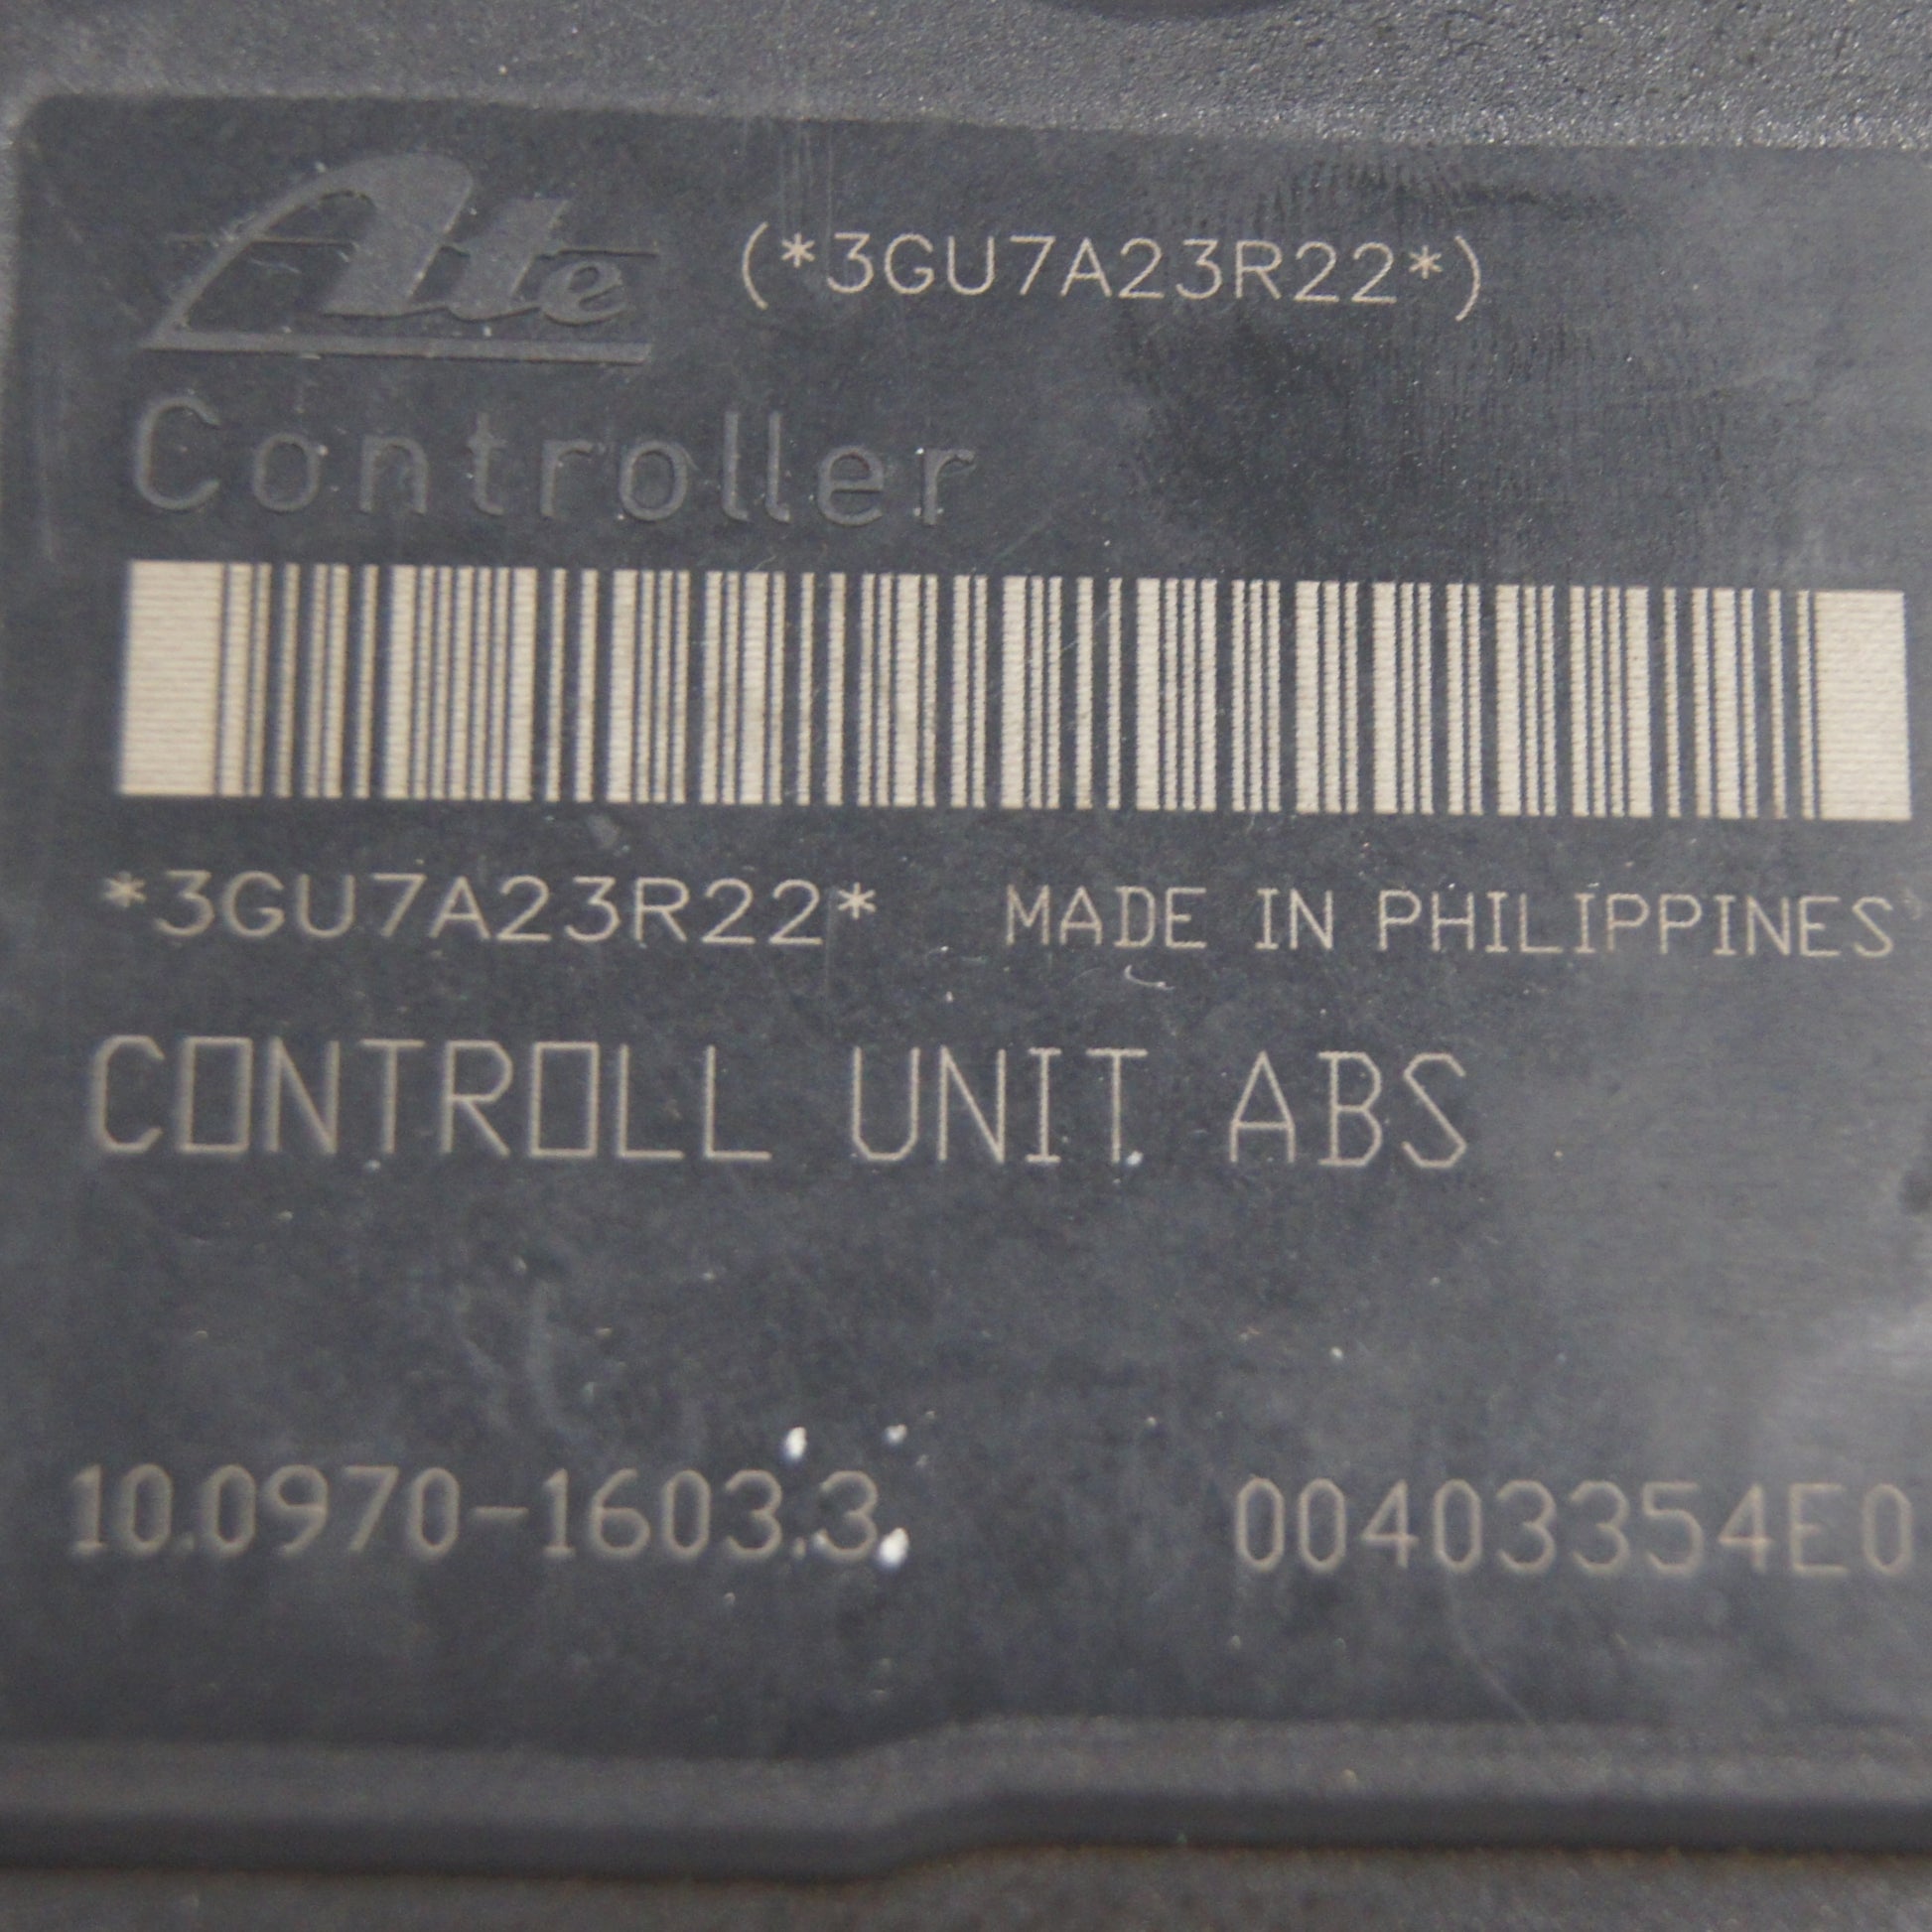 Ate (*3GU7A23R22*)
Controller
*3GU7A23R22* MADE IN PHILIPPINES
CONTROLL UNIT ABS
10.0970-1603.3 00403354E0